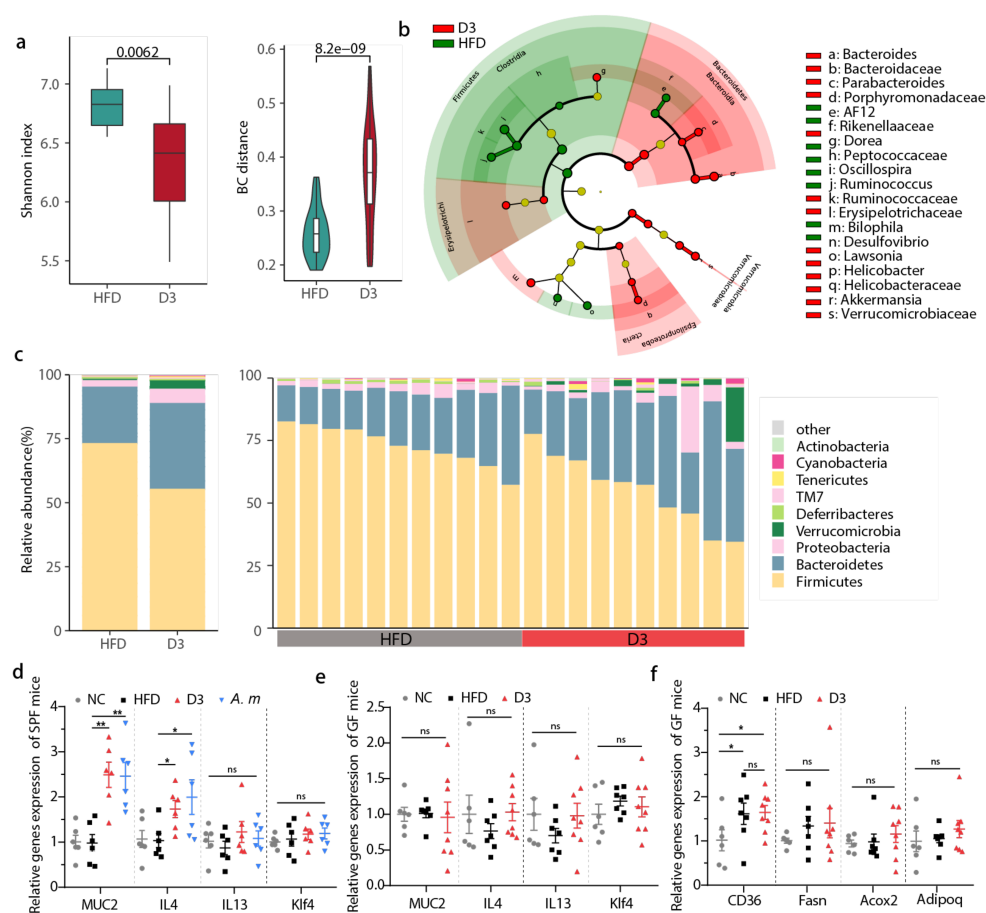 a
0.0062
7.0
6.5
6.0
5.5
Shannon index
HFD
D3
8.2e−09
0.6
0.5
0.4
0.3
0.2
BC distance
HFD
D3
b
D3
HFD
Firmicutes
Clostridia
Bacteroidetes
Bacteroidia
Erysipelotrichi
Verrucomicrobia
Verrucomicrobiae
Epsilonproteoba
cteria
g
h
f
e
d
k
l
m
o
p
q
s
a: Bacteroides
b: Bacteroidaceae
c: Parabacteroides
d: Porphyromonadaceae
e: AF12
f: Rikenellaaceae
g: Dorea
h: Peptococcaceae
i: Oscillospira
j: Ruminococcus
k: Ruminococcaceae
l: Erysipelotrichaceae
m: Bilophila
n: Desulfovibrio
o: Lawsonia
p: Helicobacter
q: Helicobacteraceae
r: Akkermansia
s: Verrucomicrobiaceae
c
Relative abundance(%)
100
75
50
25
0
HFD
D3
100
75
50
25
0
HFD
D3
other
Actinobacteria
Cyanobacteria
Tenericutes
TM7
Deferribacteres
Verrucomicrobia
Proteobacteria
Bacteroidetes
Firmicutes
d
NC
HFD
D3
A. m
Relative genes expression of SPF mice
4
3
2
1
0
**
**
*
*
ns
ns
MUC2
IL4
IL13
Klf4
e
NC
HFD
D3
Relative genes expression of GF mice
2.5
2.0
1.5
1.0
0.5
0.0
ns
ns
ns
ns
MUC2
IL4
IL13
Klf4
f
NC
HFD
D3
Relative genes expression of GF mice
4
3
2
1
0
*
*
ns
ns
ns
ns
CD36
Fasn
Acox2
Adipoq